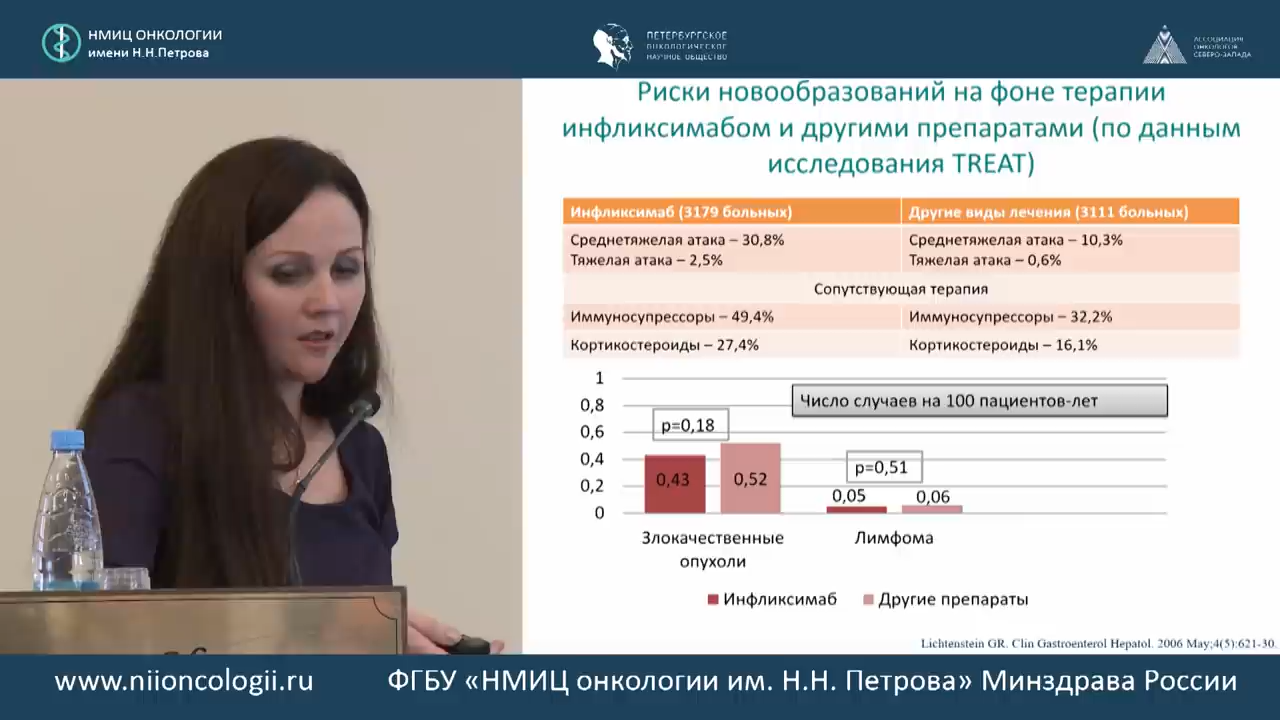 НМИЦ ОНКОЛОГИИ
имени Н.Н.Петрова
ПЕТЕРБУРГСКОЕ
ОНКОЛОГИЧЕСКОЕ
НАУЧНОЕ ОБЩЕСТВО
АССОЦИАЦИЯ
ОНКОЛОГОВ
СЕВЕРО-ЗАПАДА
Риски новообразований на фоне терапии
инфликсимабом и другими препаратами (по данным
исследования TREAT)
Инфликсимаб (3179 больных)
Другие виды лечения (3111 больных)
Среднетяжелая атака – 30,8%
Тяжелая атака – 2,5%
Среднетяжелая атака – 10,3%
Тяжелая атака – 0,6%
Сопутствующая терапия
Иммуносупрессоры – 49,4%
Иммуносупрессоры – 32,2%
Кортикостероиды – 27,4%
Кортикостероиды – 16,1%
Число случаев на 100 пациентов-лет
1
0,8
0,6
0,4
0,2
0
p=0,18
0,43
0,52
p=0,51
0,05
0,06
Злокачественные
опухоли
Лимфома
Инфликсимаб
Другие препараты
Lichtenstein GR. Clin Gastroenterol Hepatol. 2006 May;4(5):621-30.
www.niioncologii.ru
ФГБУ «НМИЦ онкологии им. Н.Н. Петрова» Минздрава России